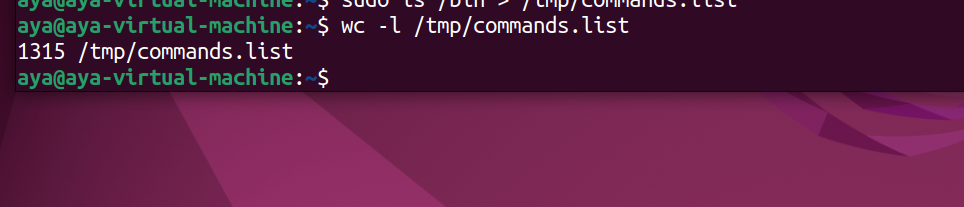 aya@aya-virtual-machine:~$ sudo ls /bin > /tmp/commands.list
aya@aya-virtual-machine:~$ wc -l /tmp/commands.list
1315 /tmp/commands.list
aya@aya-virtual-machine:~$